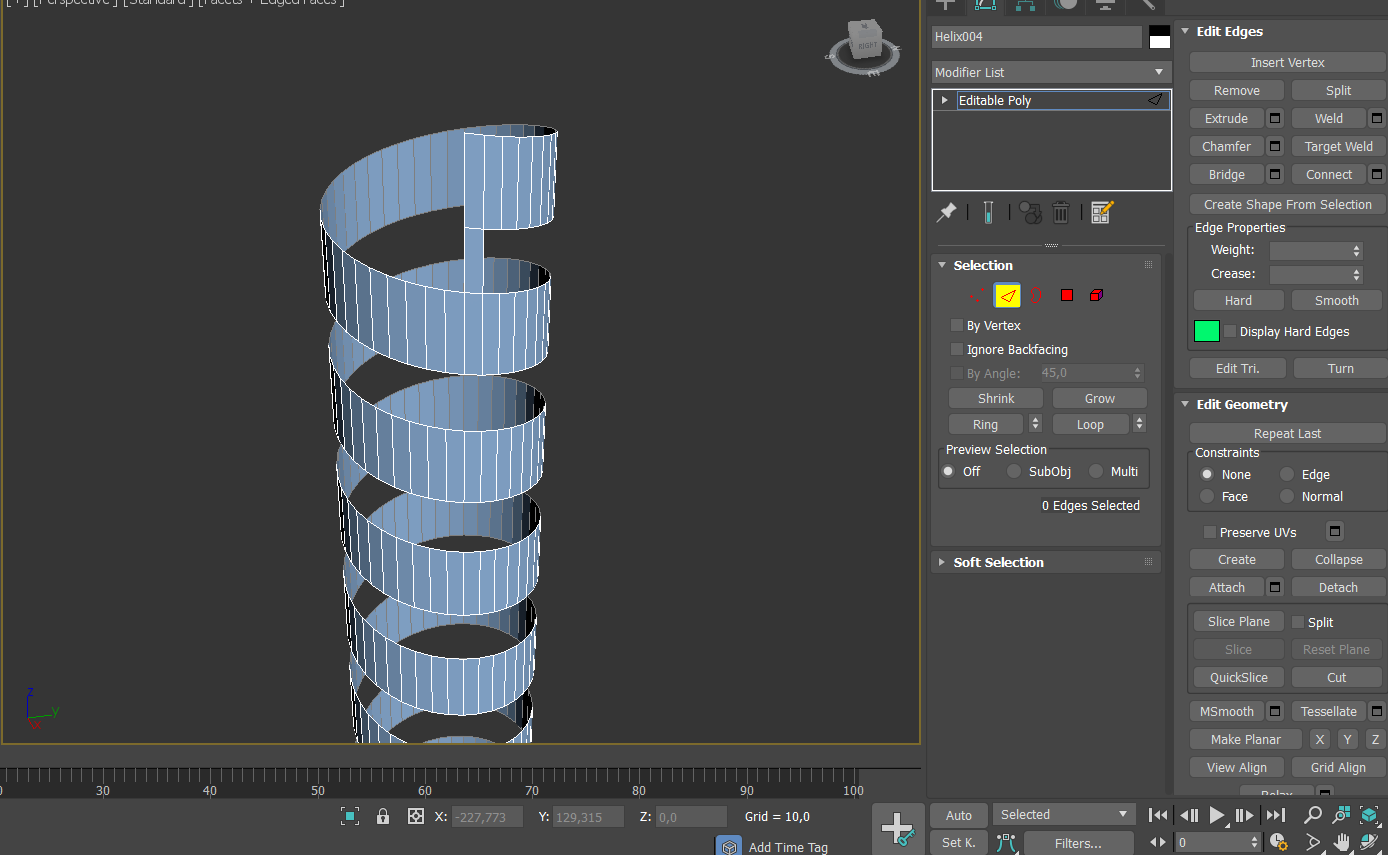 [ + ] [Perspective ] [Standard ] [Facets + Edged Faces ]
RIGHT
S
E
N
z
y
x
Helix004
Modifier List
Editable Poly
Selection
By Vertex
Ignore Backfacing
By Angle: 45,0
Shrink Grow
Ring Loop
Preview Selection
Off SubObj Multi
0 Edges Selected
Soft Selection
Edit Edges
Insert Vertex
Remove Split
Extrude Weld
Chamfer Target Weld
Bridge Connect
Create Shape From Selection
Edge Properties
Weight:
Crease:
Hard Smooth
Display Hard Edges
Edit Tri. Turn
Edit Geometry
Repeat Last
Constraints
None Edge
Face Normal
Preserve UVs
Create Collapse
Attach Detach
Slice Plane Split
Slice Reset Plane
QuickSlice Cut
MSmooth Tessellate
Make Planar X Y Z
View Align Grid Align
Relax
0 30 40 50 60 70 80 90 100
X: -227,773 Y: 129,315 Z: 0,0 Grid = 10,0
Add Time Tag
Auto Selected
Set K. Filters... 0